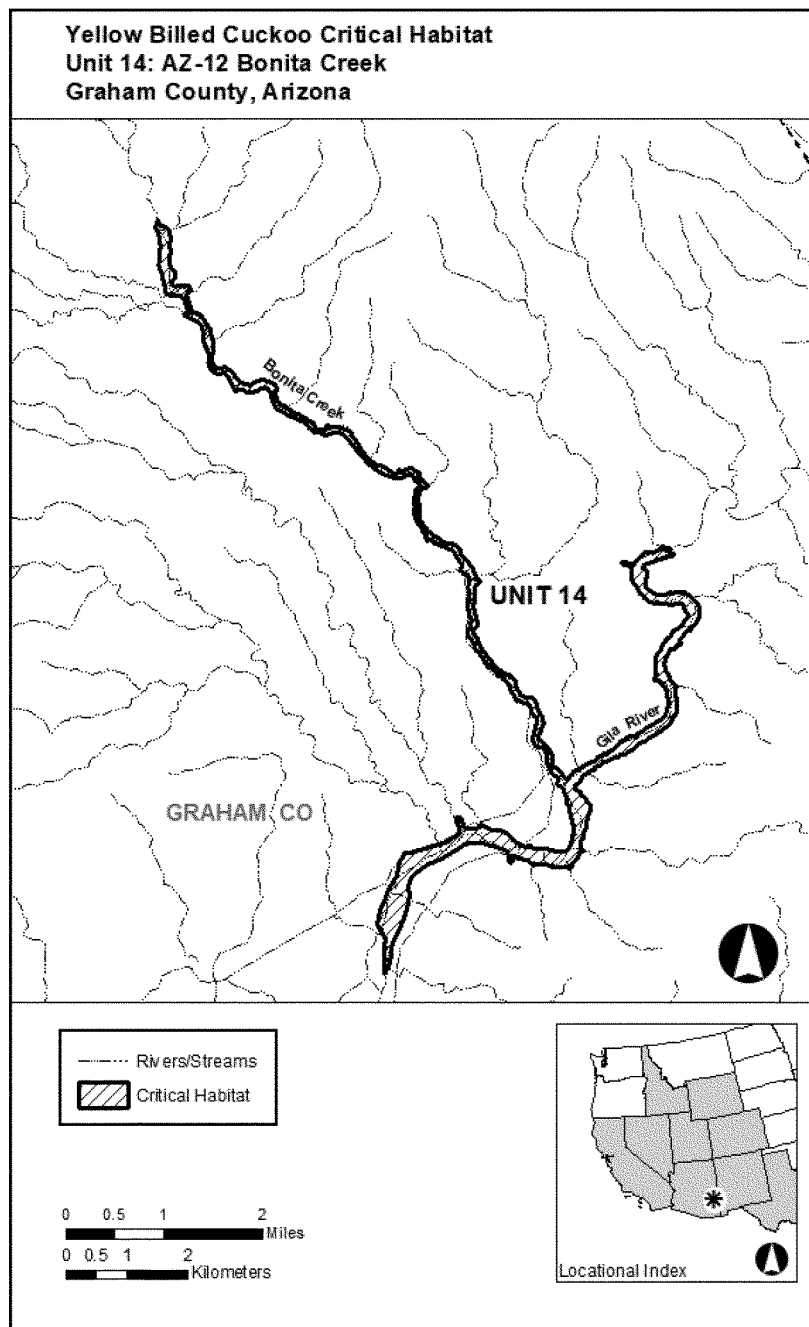 Yellow Billed Cuckoo Critical Habitat
Unit 14: AZ-12 Bonita Creek
Graham County, Arizona
Bonita Creek
UNIT 14
Gila River
GRAHAM CO
Rivers/Streams
Critical Habitat
0 0.5 1 2
Miles
0 0.5 1 2
Kilometers
Locational Index